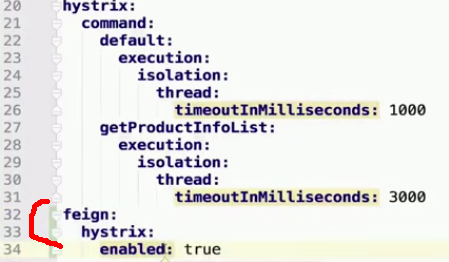 20 hystrix:
21 command:
22 default:
23 execution:
24 isolation:
25 thread:
26 timeoutInMilliseconds: 1000
27 getProductInfoList:
28 execution:
29 isolation:
30 thread:
31 timeoutInMilliseconds: 3000
32 feign:
33 hystrix:
34 enabled: true